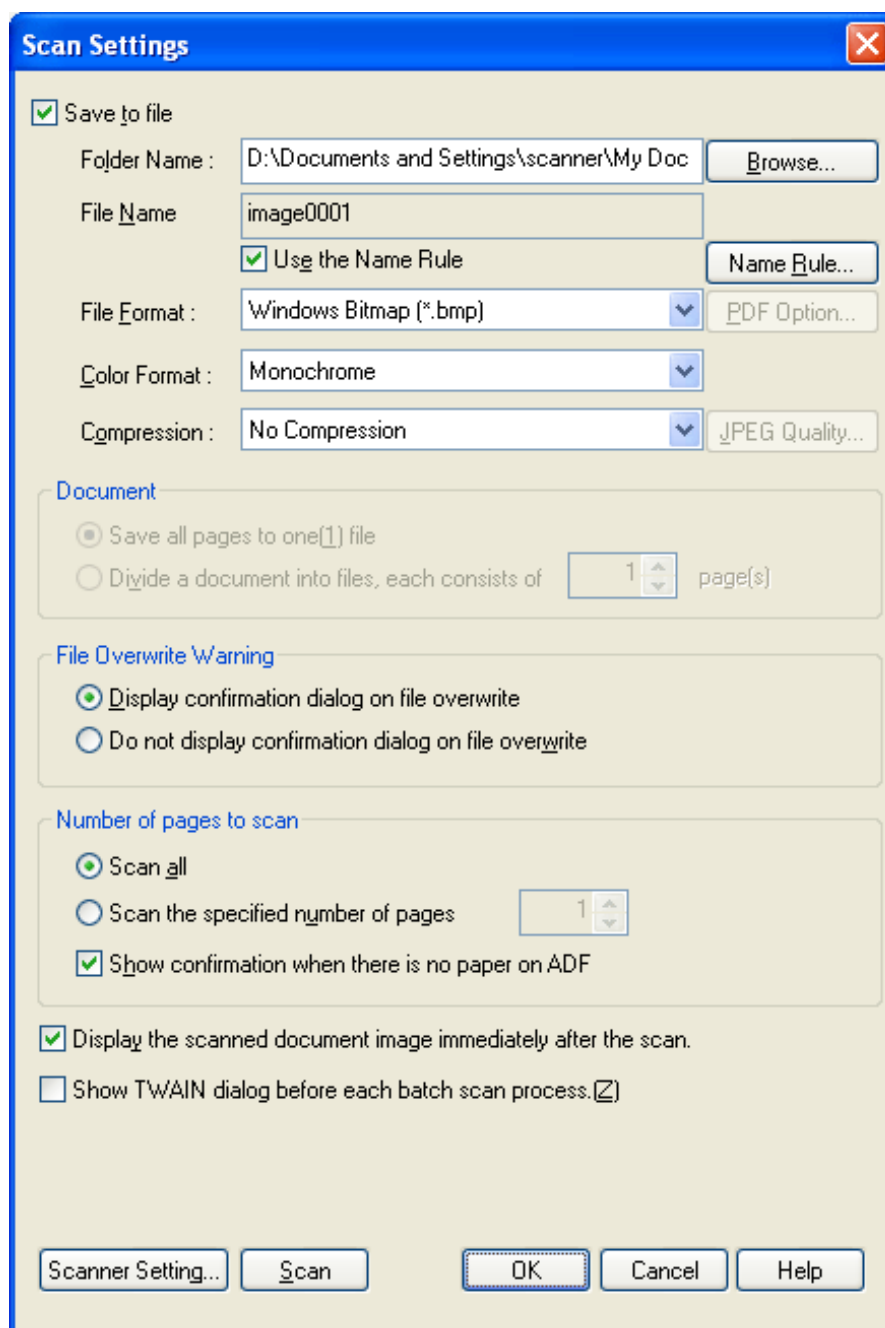 Scan Settings
Save to file
Folder Name : D:\Documents and Settings\scanner\My Doc Browse...
File Name image0001
Use the Name Rule Name Rule...
File Format : Windows Bitmap (*.bmp) PDF Option...
Color Format : Monochrome
Compression : No Compression JPEG Quality...
Document
Save all pages to one(1) file
Divide a document into files, each consists of 1 page(s)
File Overwrite Warning
Display confirmation dialog on file overwrite
Do not display confirmation dialog on file overwrite
Number of pages to scan
Scan all
Scan the specified number of pages 1
Show confirmation when there is no paper on ADF
Display the scanned document image immediately after the scan.
Show TWAIN dialog before each batch scan process.(Z)
Scanner Setting... Scan OK Cancel Help